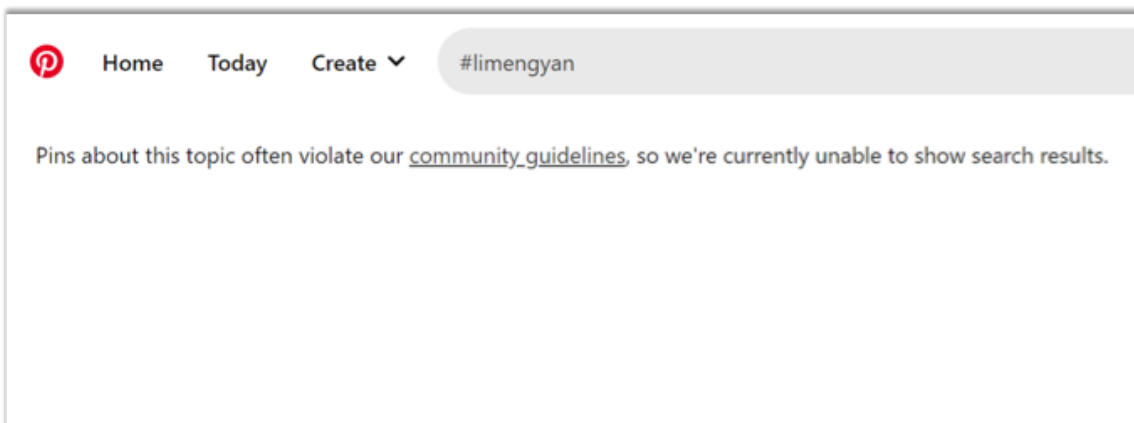 Home Today Create #limengyan
Pins about this topic often violate our community guidelines, so we're currently unable to show search results.